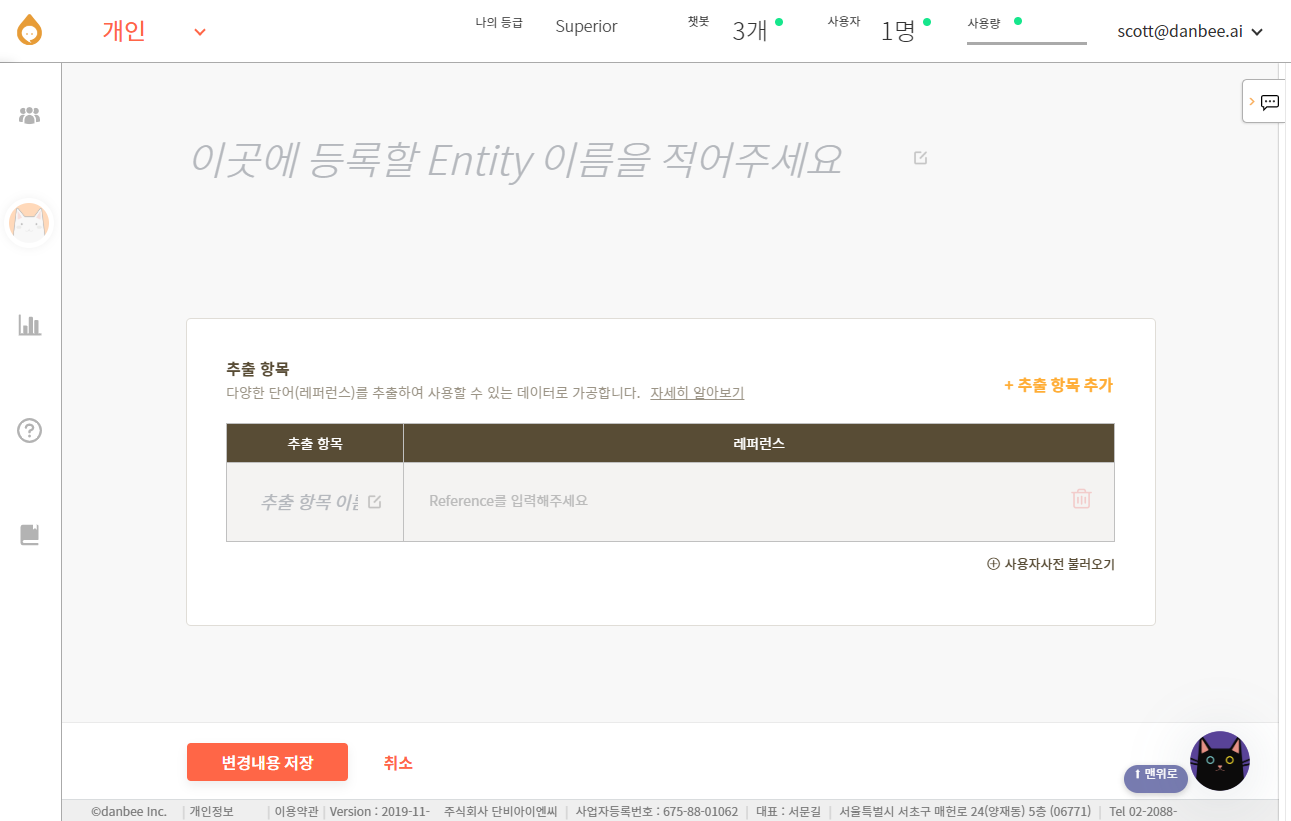 개인
나의 등급 Superior 챗봇 3개 사용자 1명 사용량
scott@danbee.ai
이곳에 등록할 Entity 이름을 적어주세요
추출 항목
다양한 단어(레퍼런스)를 추출하여 사용할 수 있는 데이터로 가공합니다. 자세히 알아보기
+ 추출 항목 추가
추출 항목 레퍼런스
추출 항목 Reference를 입력해주세요
사용자사전 불러오기
변경내용 저장 취소
맨위로
©danbee Inc. | 개인정보 | 이용약관 | Version : 2019-11- 주식회사 단비아이엔씨 | 사업자등록번호 : 675-88-01062 | 대표 : 서문길 | 서울특별시 서초구 매헌로 24(양재동) 5층 (06771) | Tel 02-2088-